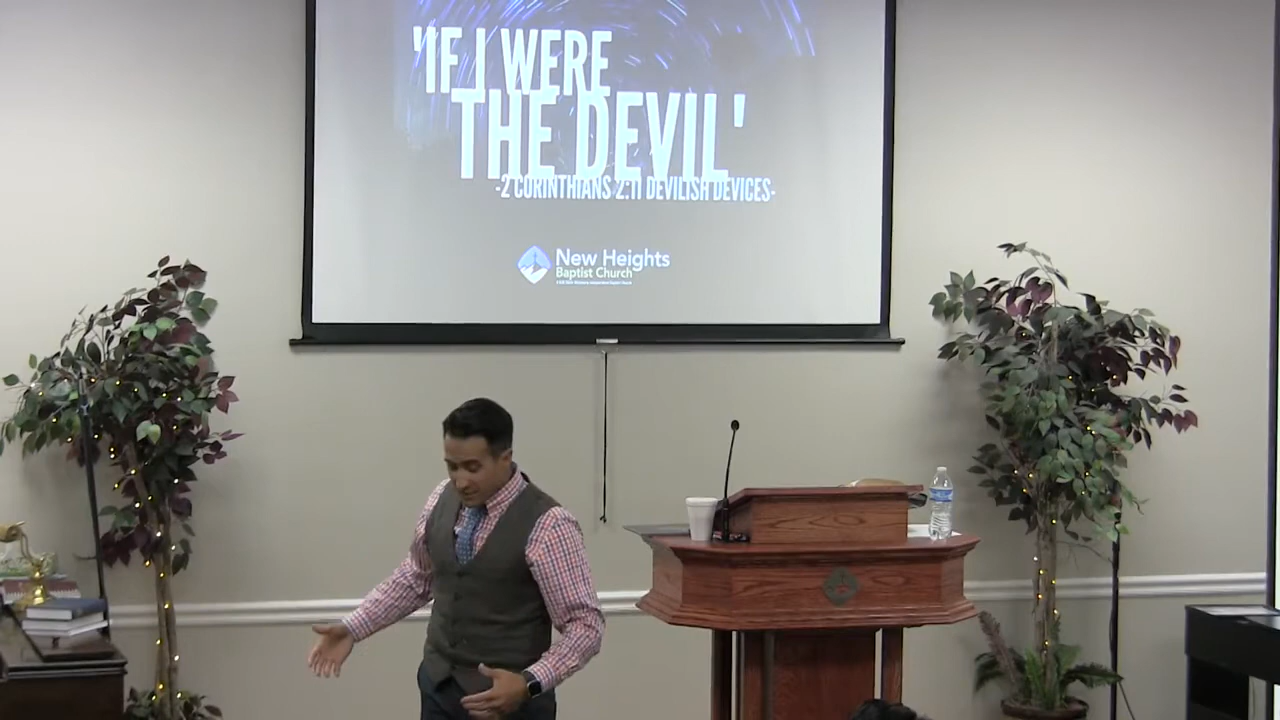 'IF I WERE
THE DEVIL'
-2 CORINTHIANS 2:11 DEVILISH DEVICES-
New Heights
Baptist Church